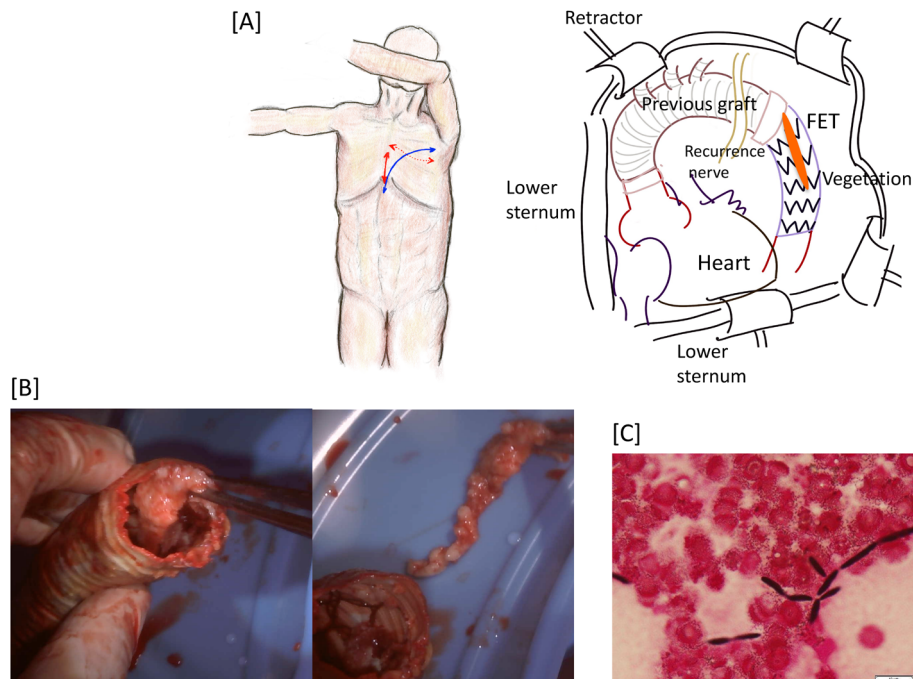 [A]
Retractor
Previous graft
FET
Recurrence
nerve
Vegetation
Lower
sternum
Heart
Lower
sternum
[B]
[C]